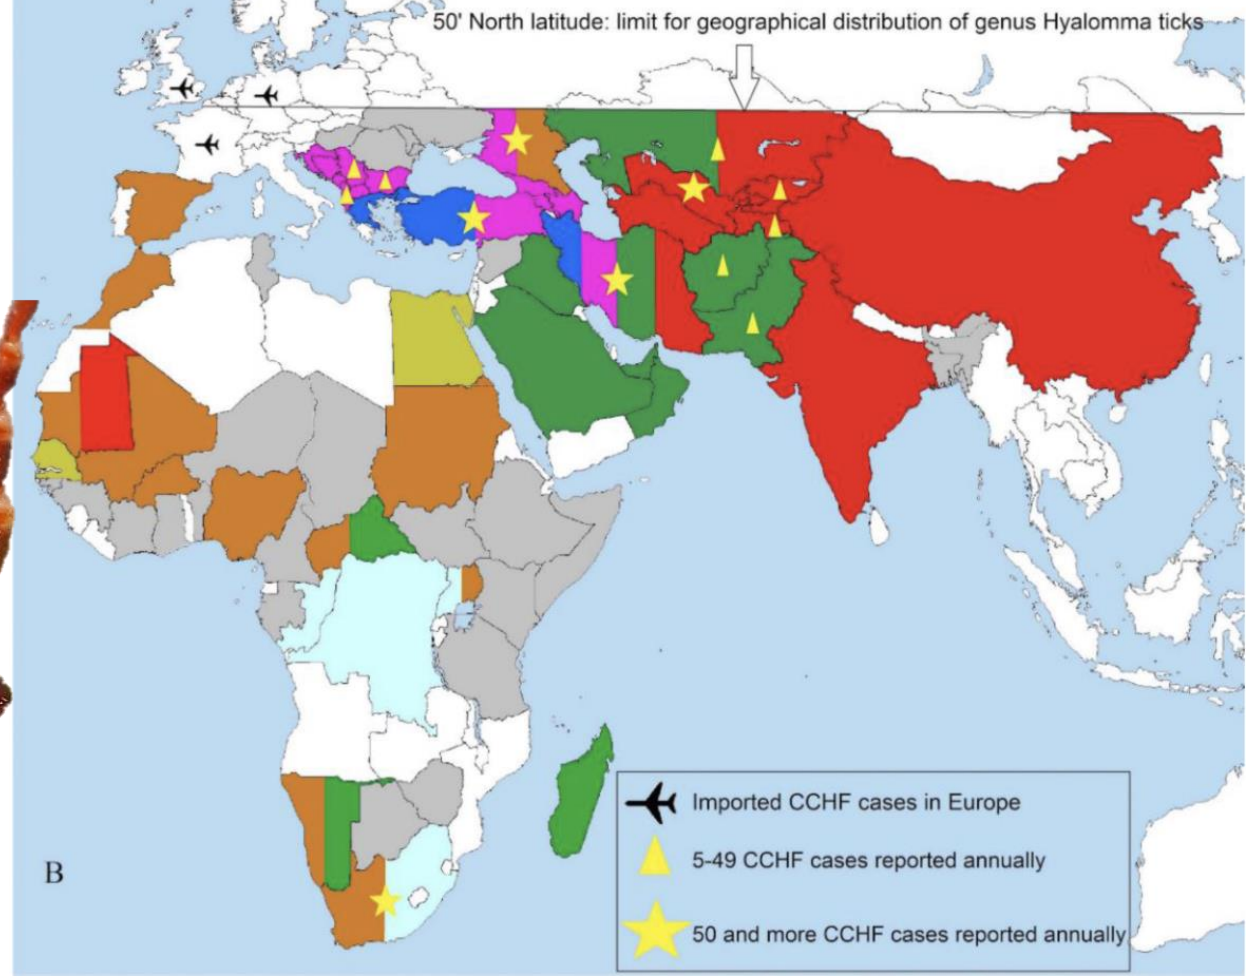 50' North latitude: limit for geographical distribution of genus Hyalomma ticks
B
Imported CCHF cases in Europe
5-49 CCHF cases reported annually
50 and more CCHF cases reported annually